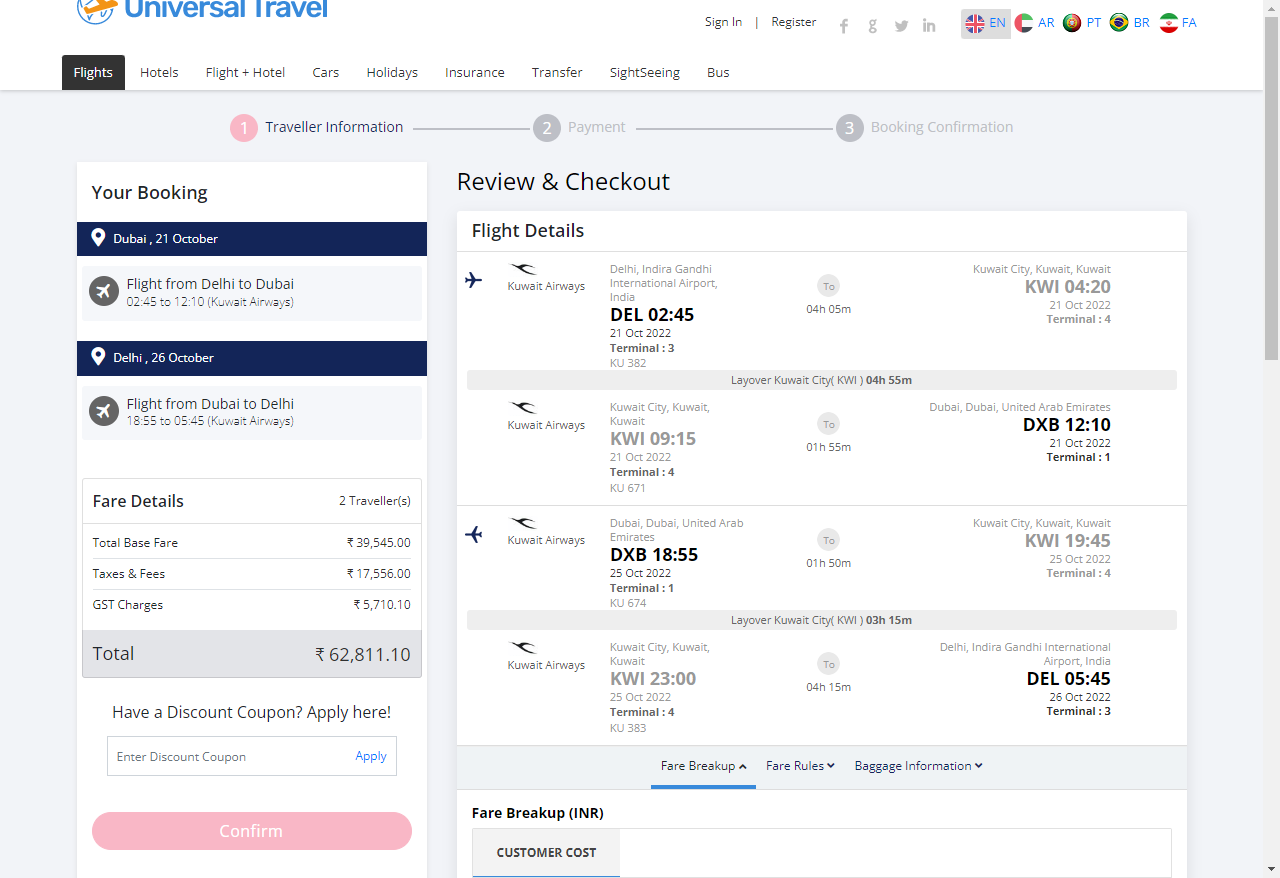 Universal Travel
Sign In | Register
EN AR PT BR FA
Flights Hotels Flight + Hotel Cars Holidays Insurance Transfer SightSeeing Bus
1 Traveller Information 2 Payment 3 Booking Confirmation
Your Booking
Dubai , 21 October
Flight from Delhi to Dubai
02:45 to 12:10 (Kuwait Airways)
Delhi , 26 October
Flight from Dubai to Delhi
18:55 to 05:45 (Kuwait Airways)
Fare Details 2 Traveller(s)
Total Base Fare ₹ 39,545.00
Taxes & Fees ₹ 17,556.00
GST Charges ₹ 5,710.10
Total ₹ 62,811.10
Have a Discount Coupon? Apply here!
Enter Discount Coupon Apply
Confirm
Review & Checkout
Flight Details
Kuwait Airways
Delhi, Indira Gandhi
International Airport,
India
DEL 02:45
21 Oct 2022
Terminal : 3
KU 382
To
04h 05m
Kuwait City, Kuwait, Kuwait
KWI 04:20
21 Oct 2022
Terminal : 4
Layover Kuwait City( KWI ) 04h 55m
Kuwait Airways
Kuwait City, Kuwait,
Kuwait
KWI 09:15
21 Oct 2022
Terminal : 4
KU 671
To
01h 55m
Dubai, Dubai, United Arab Emirates
DXB 12:10
21 Oct 2022
Terminal : 1
Kuwait Airways
Dubai, Dubai, United Arab
Emirates
DXB 18:55
25 Oct 2022
Terminal : 1
KU 674
To
01h 50m
Kuwait City, Kuwait, Kuwait
KWI 19:45
25 Oct 2022
Terminal : 4
Layover Kuwait City( KWI ) 03h 15m
Kuwait Airways
Kuwait City, Kuwait,
Kuwait
KWI 23:00
25 Oct 2022
Terminal : 4
KU 383
To
04h 15m
Delhi, Indira Gandhi International
Airport, India
DEL 05:45
26 Oct 2022
Terminal : 3
Fare Breakup Fare Rules Baggage Information
Fare Breakup (INR)
CUSTOMER COST